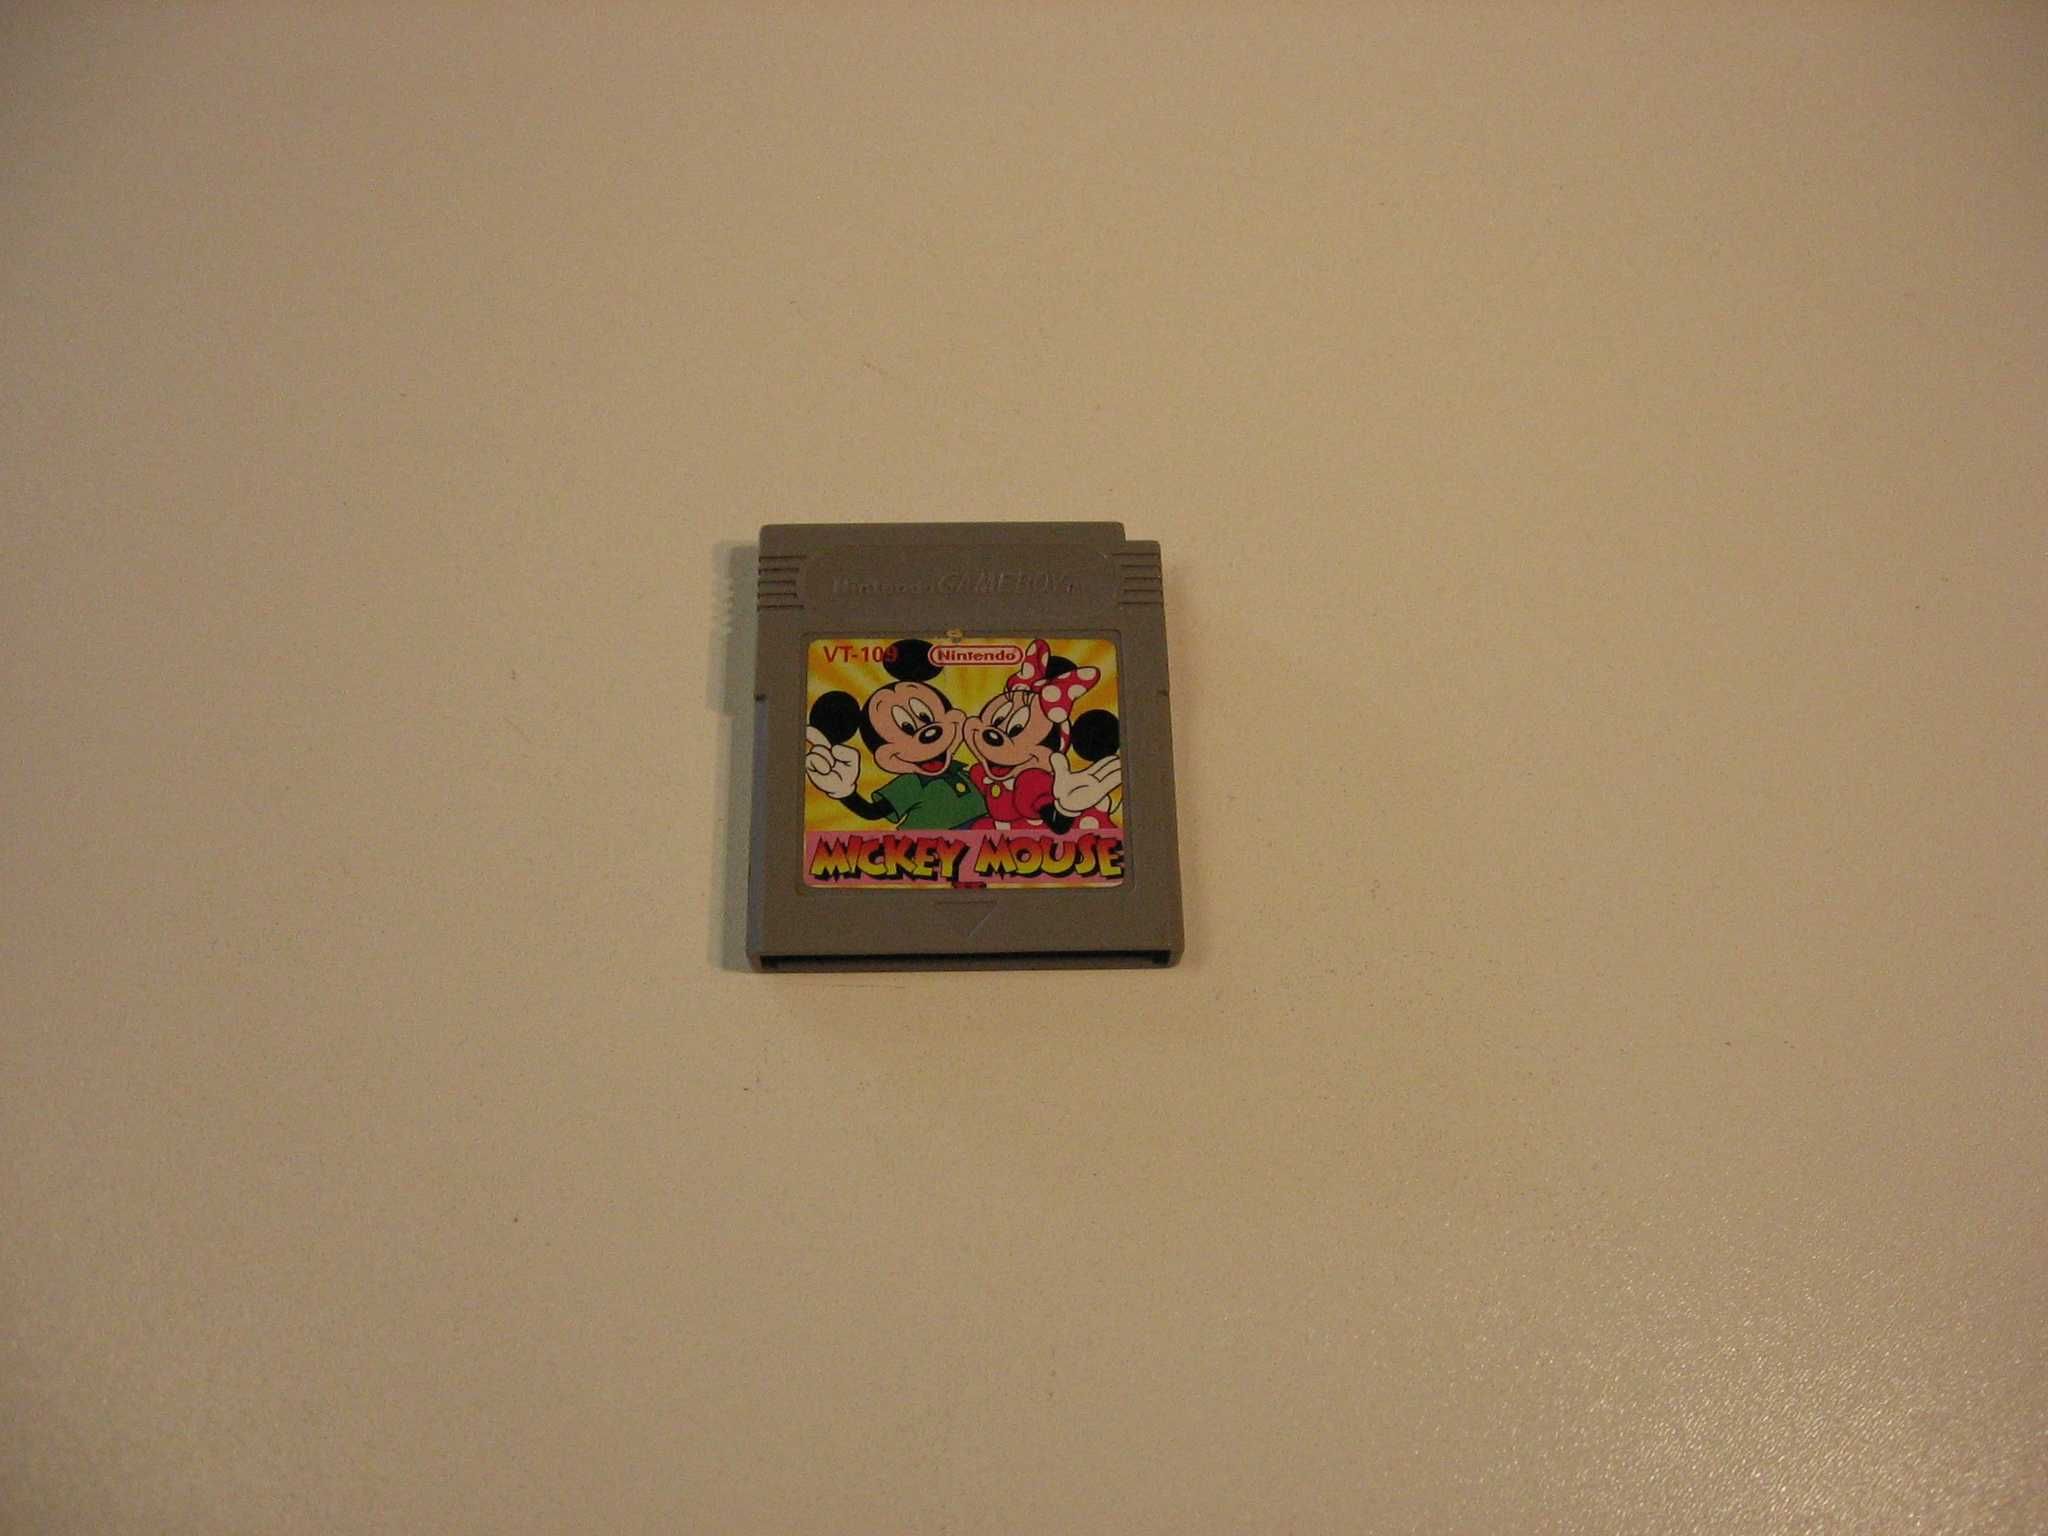 Nintendo GAME BOY
VT-109
Nintendo
MICKEY MOUSE